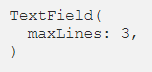 TextField(
  maxLines: 3,
)